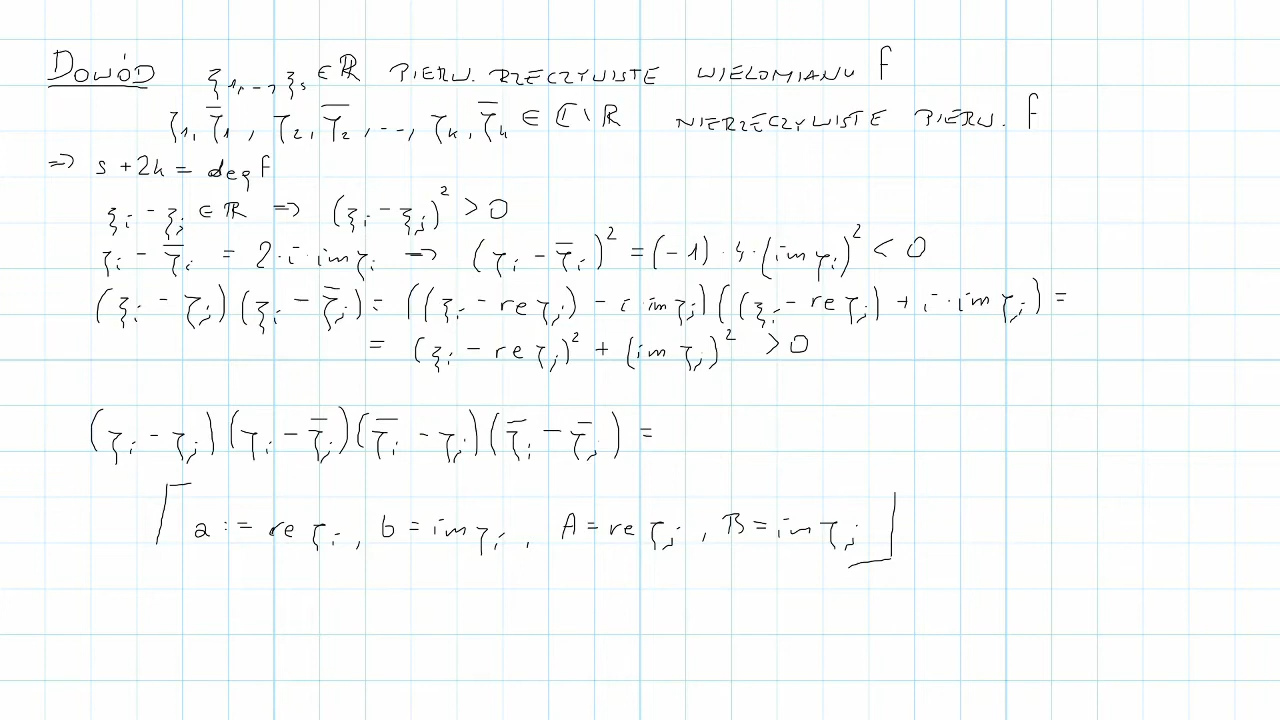 Dowód ξ₁, ..., ξₛ ∈ ℝ PIERW. RZECZYWISTE WIELOMIANU f
ζ₁, ζ̄₁, ζ₂, ζ̄₂, ..., ζₖ, ζ̄ₖ ∈ ℂ∖ℝ NIERZECZYWISTE PIERW. f
⇒ s + 2k = deg f
ξᵢ - ξⱼ ∈ ℝ ⇒ (ξᵢ - ξⱼ)² > 0
ζᵢ - ζ̄ᵢ = 2·i·im ζᵢ ⇒ (ζᵢ - ζ̄ᵢ)² = (-1)·4·(im ζᵢ)² < 0
(ξᵢ - ζⱼ)(ξᵢ - ζ̄ⱼ) = ((ξᵢ - re ζⱼ) - i·im ζⱼ)((ξᵢ - re ζⱼ) + i·im ζⱼ) =
= (ξᵢ - re ζⱼ)² + (im ζⱼ)² > 0
(ζᵢ - ζⱼ)(ζᵢ - ζ̄ⱼ)(ζ̄ᵢ - ζⱼ)(ζ̄ᵢ - ζ̄ⱼ) =
⌈ a := re ζᵢ, b = im ζᵢ, A = re ζⱼ, B = im ζⱼ ⌋